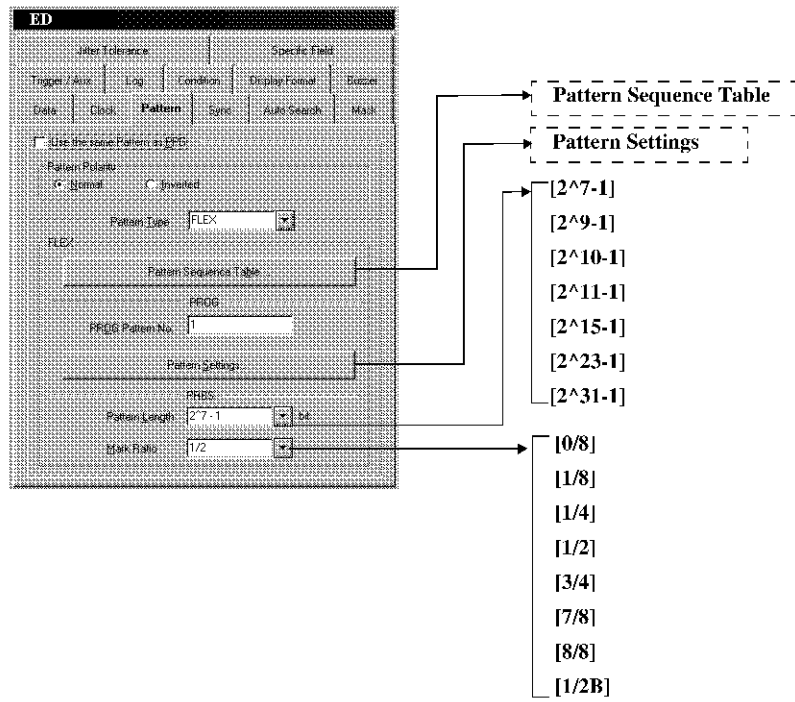 ED
Jitter Tolerance Specific Field
Trigger / Aux Log Condition Display Format Buzzer
Data Clock Pattern Sync Auto Search Mask
Use the same Pattern as PPG
Pattern Polarity
Normal Inverted
Pattern Type FLEX
FLEX
Pattern Sequence Table ...
PROG
PROG Pattern No. 1
Pattern Settings
PRBS
Pattern Length 2^7 - 1 bit
Mark Ratio 1/2
Pattern Sequence Table
Pattern Settings
[2^7-1]
[2^9-1]
[2^10-1]
[2^11-1]
[2^15-1]
[2^23-1]
[2^31-1]
[0/8]
[1/8]
[1/4]
[1/2]
[3/4]
[7/8]
[8/8]
[1/2B]